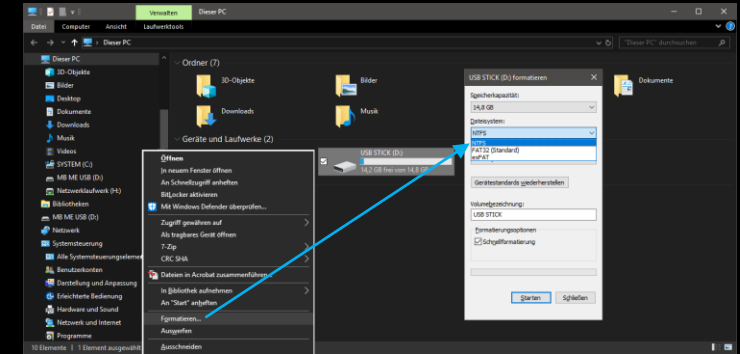 Verwalten
Dieser PC
Datei
Computer
Ansicht
Laufwerktools
Dieser PC
"Dieser PC" durchsuchen
Dieser PC
3D-Objekte
Bilder
Desktop
Dokumente
Downloads
Musik
Videos
SYSTEM (C:)
MB ME USB (D:)
Netzwerklaufwerk (H:)
Bibliotheken
MB ME USB (D:)
Netzwerk
Systemsteuerung
Alle Systemsteuerungselemen
Benutzerkonten
Darstellung und Anpassung
Erleichterte Bedienung
Hardware und Sound
Netzwerk und Internet
Programme
10 Elemente
1 Element ausgewählt
Ordner (7)
3D-Objekte
Bilder
Dokumente
Downloads
Musik
Geräte und Laufwerke (2)
USB STICK (D:)
14,2 GB frei von 14,8 GB
Öffnen
In neuem Fenster öffnen
An Schnellzugriff anheften
BitLocker aktivieren
Mit Windows Defender überprüfen...
Zugriff gewähren auf
Als tragbares Gerät öffnen
7-Zip
CRC SHA
Dateien in Acrobat zusammenführen...
In Bibliothek aufnehmen
An "Start" anheften
Formatieren...
Auswerfen
Ausschneiden
USB STICK (D:) formatieren
Speicherkapazität:
14,8 GB
Dateisystem:
NTFS
NTFS
FAT32 (Standard)
exFAT
Gerätestandards wiederherstellen
Volumebezeichnung:
USB STICK
Formatierungsoptionen
Schnellformatierung
Starten
Schließen